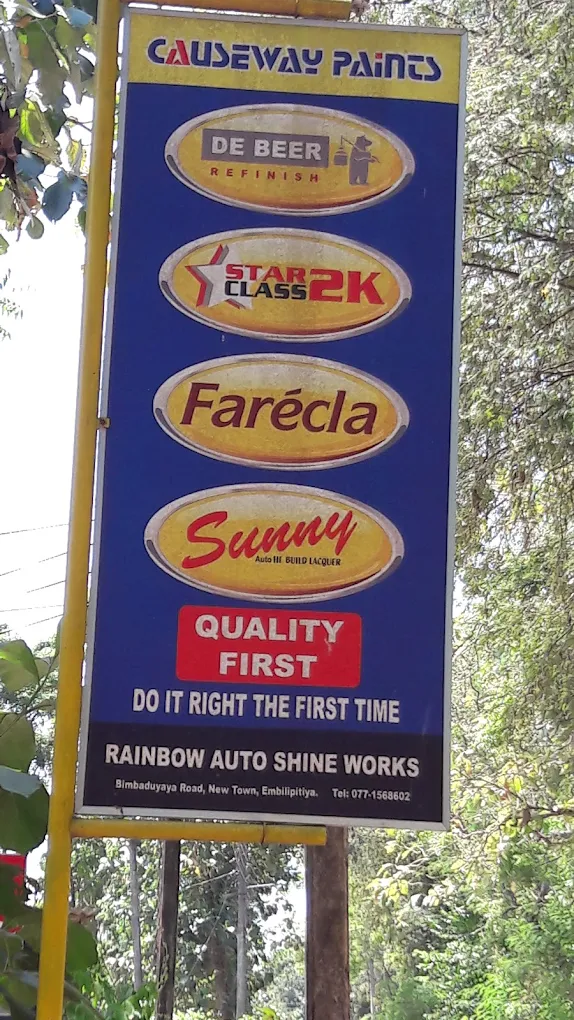 CAUSEWAY PAiNTS
DE BEER
REFINISH
STAR
CLASS 2K
Farécla
Sunny
Auto HI- BUILD LACQUER
QUALITY
FIRST
DO IT RIGHT THE FIRST TIME
RAINBOW AUTO SHINE WORKS
Bimbaduyaya Road, New Town, Embilipitiya. Tel: 077-1568602